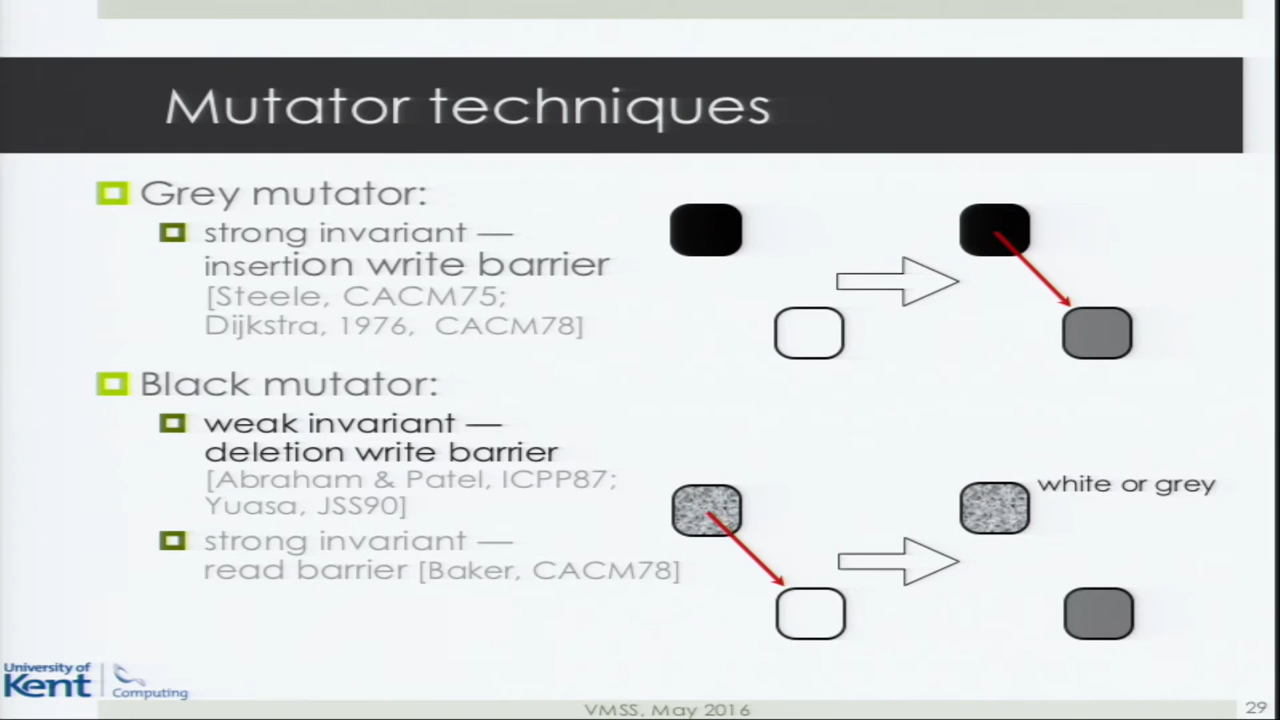 Mutator techniques
Grey mutator:
strong invariant —
insertion write barrier
[Steele, CACM75;
Dijkstra, 1976, CACM78]
Black mutator:
weak invariant —
deletion write barrier
[Abraham & Patel, ICPP87;
Yuasa, JSS90]
strong invariant —
read barrier [Baker, CACM78]
white or grey
University of
Kent
Computing
VMSS, May 2016
29